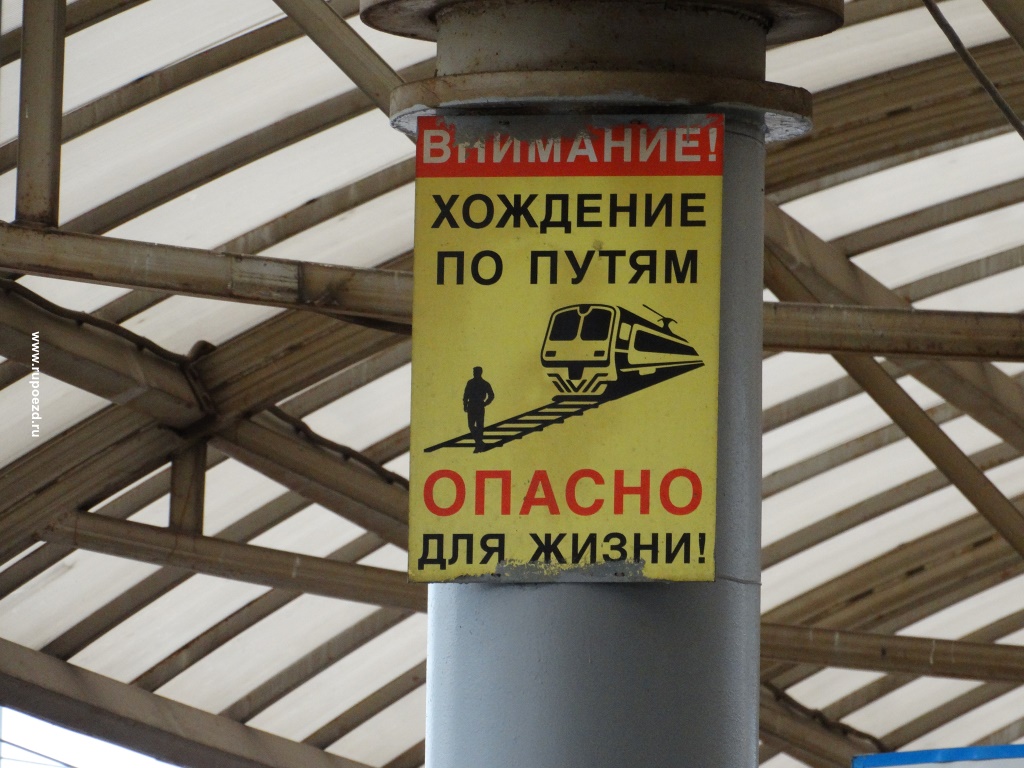 ВНИМАНИЕ!
ХОЖДЕНИЕ
ПО ПУТЯМ
ОПАСНО
ДЛЯ ЖИЗНИ!
www.rupoezd.ru